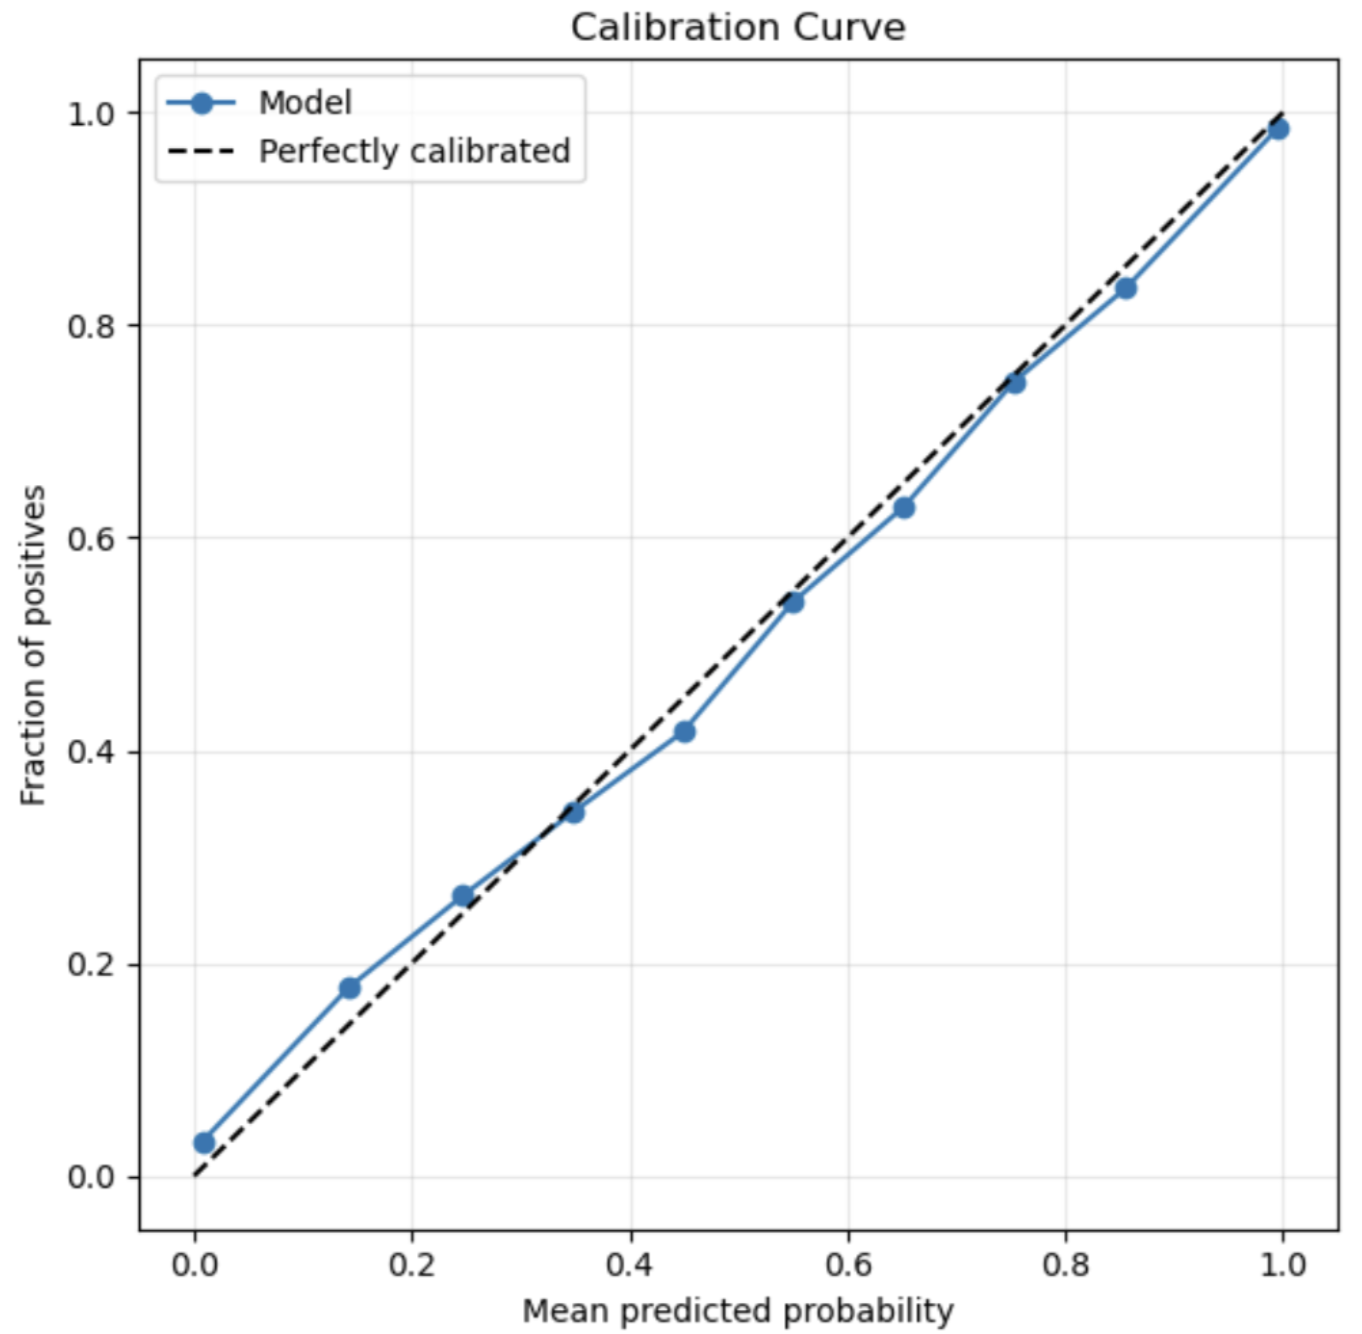 Calibration Curve
Model
Perfectly calibrated
1.0
0.8
0.6
0.4
0.2
0.0
Fraction of positives
0.0 0.2 0.4 0.6 0.8 1.0
Mean predicted probability